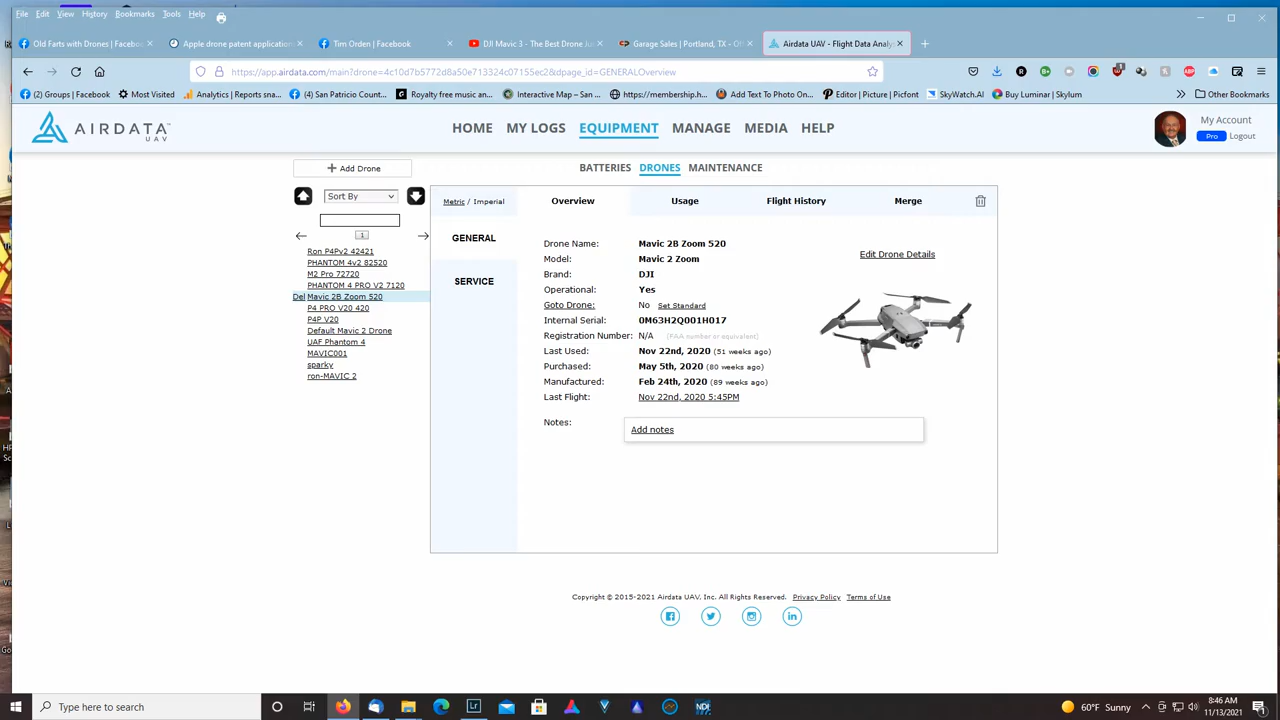 File Edit View History Bookmarks Tools Help
Old Farts with Drones | Facebo
Apple drone patent application
Tim Orden | Facebook
DJI Mavic 3 - The Best Drone Ju
Garage Sales | Portland, TX - Of
Airdata UAV - Flight Data Analy
https://app.airdata.com/main?drone=4c10d7b5772d8a50e713324c07155ec2&dpage_id=GENERALOverview
(2) Groups | Facebook
Most Visited
Analytics | Reports sna...
(4) San Patricio Count...
Royalty free music an...
Interactive Map – San ...
https://membership.h...
Add Text To Photo On...
Editor | Picture | Picfont
SkyWatch.AI
Buy Luminar | Skylum
Other Bookmarks
AIRDATA
UAV
HOME MY LOGS EQUIPMENT MANAGE MEDIA HELP
My Account
Pro Logout
+ Add Drone
BATTERIES DRONES MAINTENANCE
Sort By
1
Ron P4Pv2 42421
PHANTOM 4v2 82520
M2 Pro 72720
PHANTOM 4 PRO V2 7120
Del Mavic 2B Zoom 520
P4 PRO V20 420
P4P V20
Default Mavic 2 Drone
UAF Phantom 4
MAVIC001
sparky
ron-MAVIC 2
Metric / Imperial
Overview Usage Flight History Merge
GENERAL
SERVICE
Drone Name: Mavic 2B Zoom 520
Model: Mavic 2 Zoom
Brand: DJI
Operational: Yes
Goto Drone: No Set Standard
Internal Serial: 0M63H2Q001H017
Registration Number: N/A [FAA number or equivalent]
Last Used: Nov 22nd, 2020 (51 weeks ago)
Purchased: May 5th, 2020 (80 weeks ago)
Manufactured: Feb 24th, 2020 (89 weeks ago)
Last Flight: Nov 22nd, 2020 5:45PM
Notes: Add notes
Edit Drone Details
Copyright © 2015-2021 Airdata UAV, Inc. All Rights Reserved. Privacy Policy Terms of Use
Type here to search
60°F Sunny
8:46 AM
11/13/2021